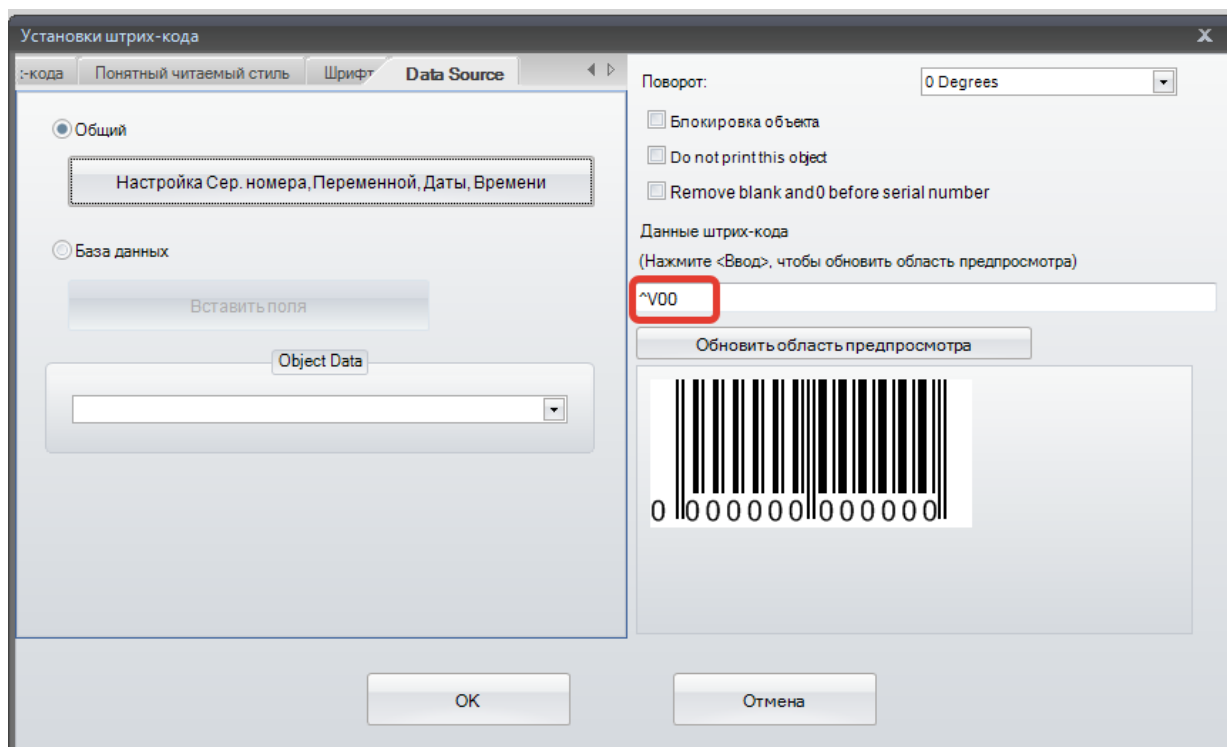 Установки штрих-кода
х
:-кода Понятный читаемый стиль Шрифт Data Source
Общий
Настройка Сер. номера,Переменной,Даты,Времени
База данных
Вставить поля
Object Data
Поворот: 0 Degrees
Блокировка объекта
Do not print this object
Remove blank and 0 before serial number
Данные штрих-кода
(Нажмите <Ввод>, чтобы обновить область предпросмотра)
^V00
Обновить область предпросмотра
0 000000 000000
OK
Отмена